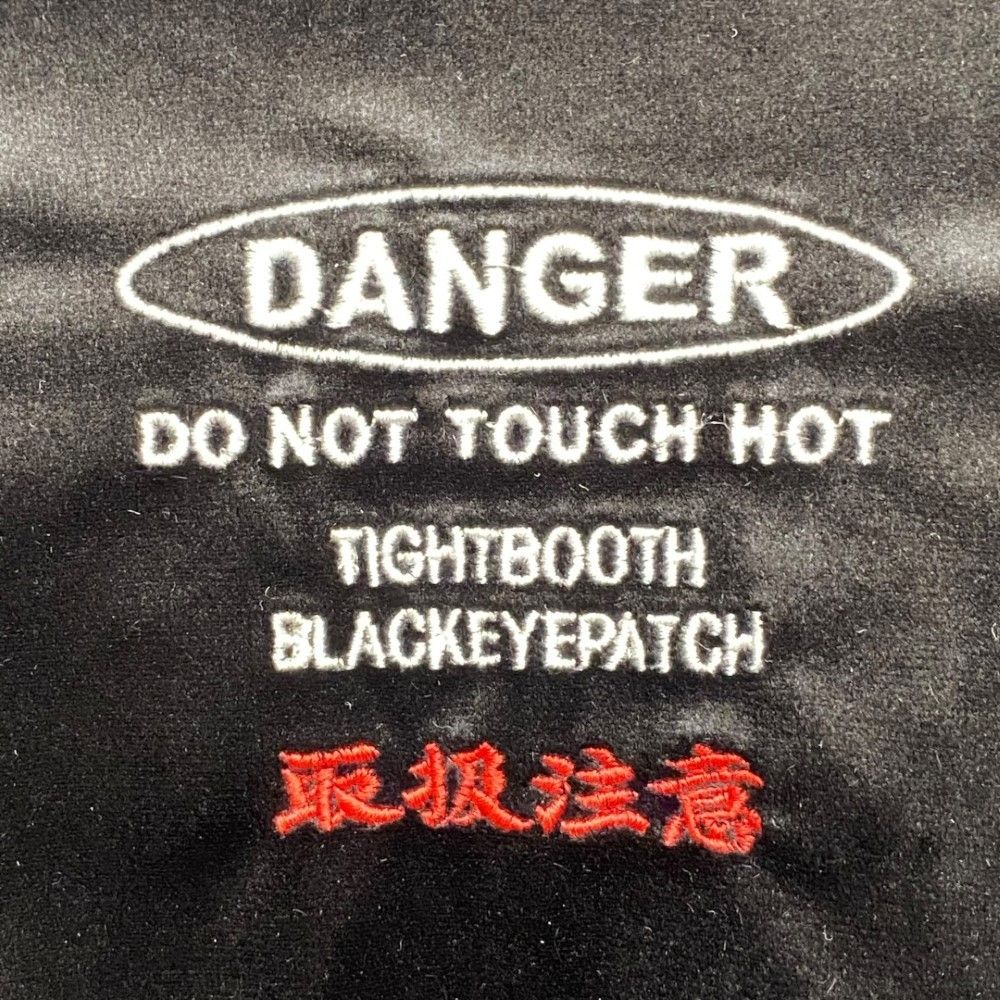 DANGER
DO NOT TOUCH HOT
TIGHTBOOTH
BLACKEYEPATCH
取扱注意